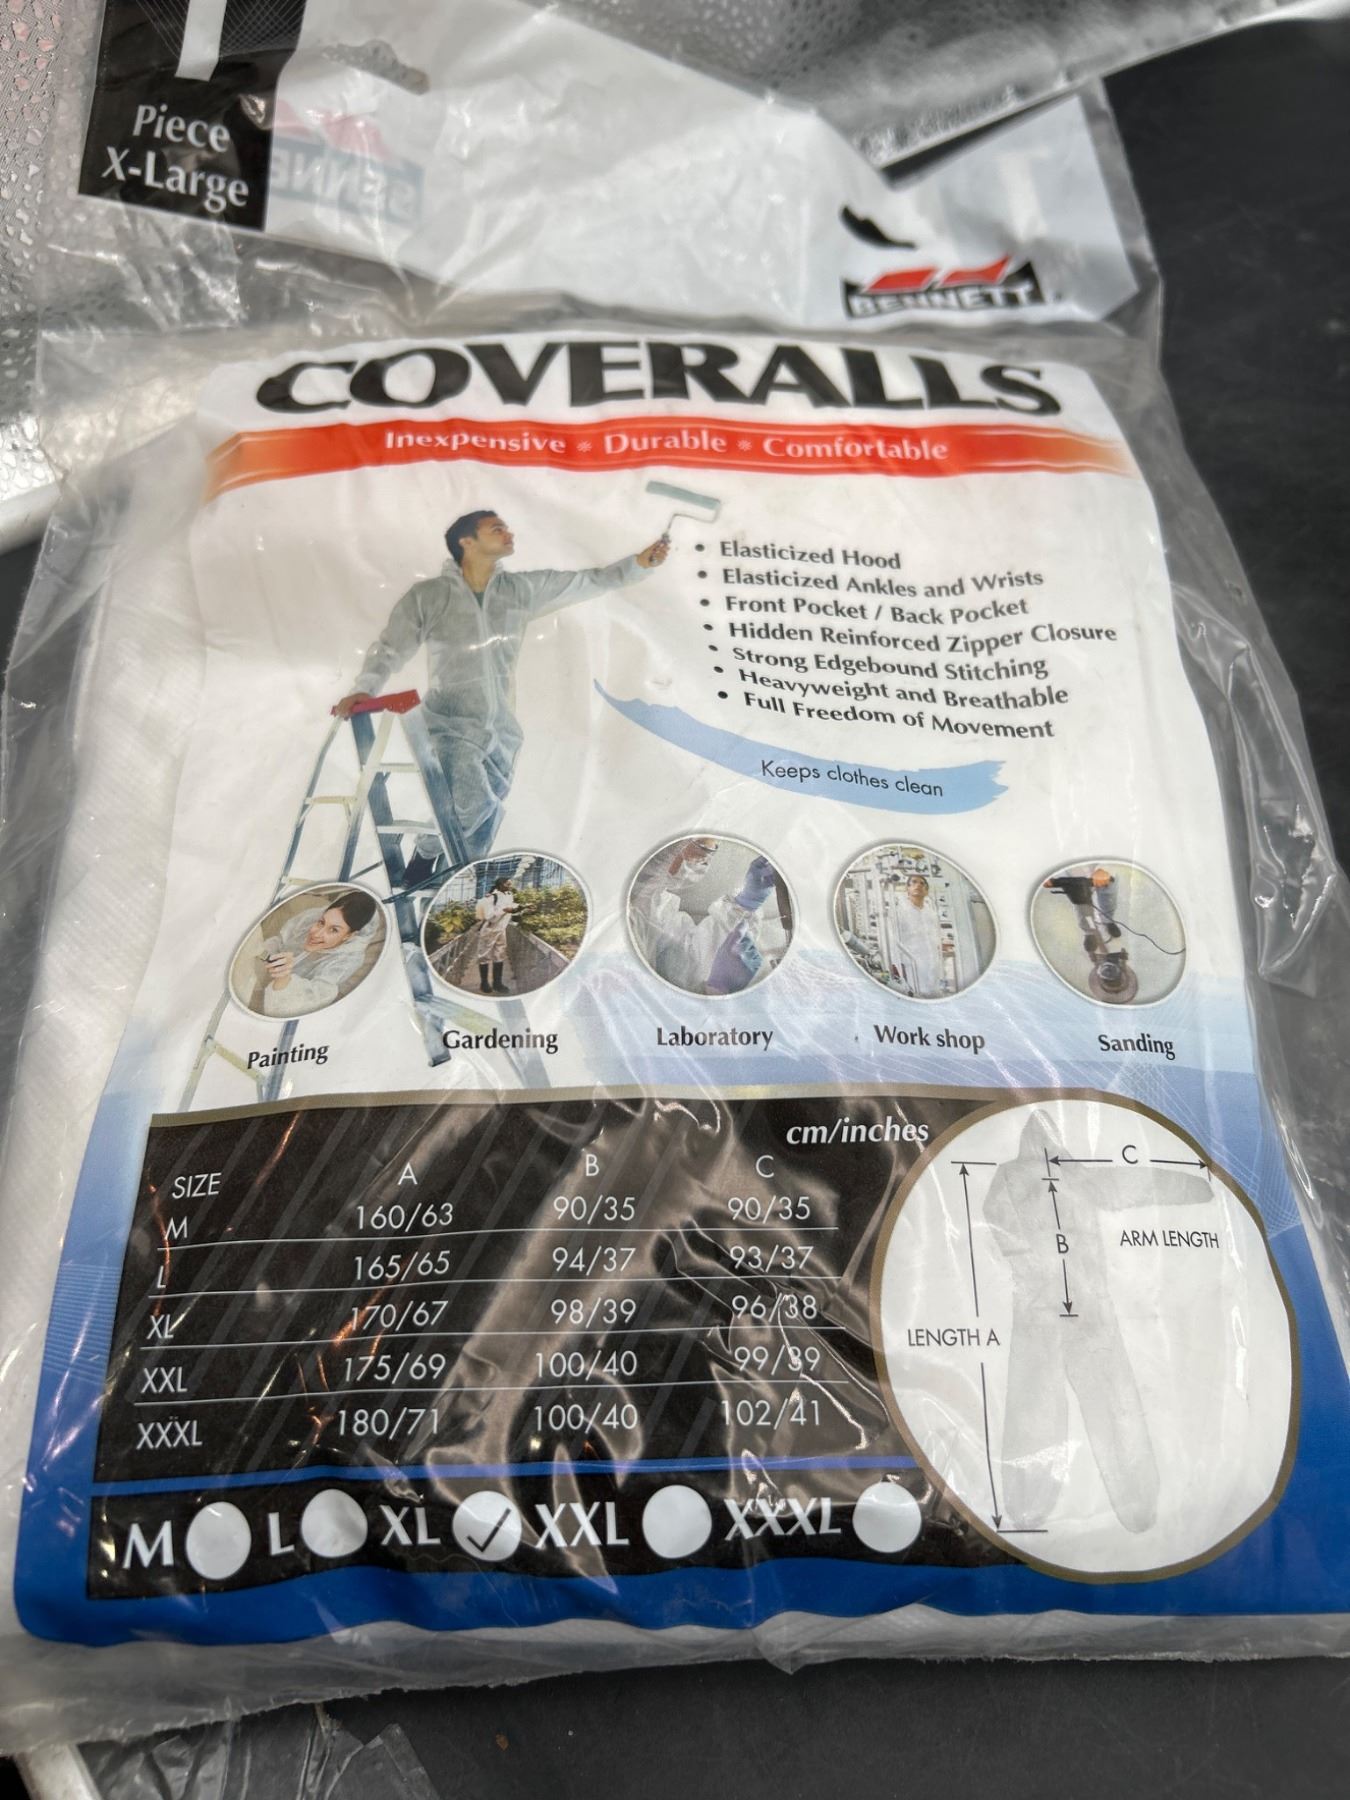 Piece
X-Large
BENNETT
BENNETT
COVERALLS
Inexpensive * Durable * Comfortable
• Elasticized Hood
• Elasticized Ankles and Wrists
• Front Pocket / Back Pocket
• Hidden Reinforced Zipper Closure
• Strong Edgebound Stitching
• Heavyweight and Breathable
• Full Freedom of Movement
Keeps clothes clean
Painting
Gardening
Laboratory
Work shop
Sanding
cm/inches
SIZE A B C
M 160/63 90/35 90/35
L 165/65 94/37 93/37
XL 170/67 98/39 96/38
XXL 175/69 100/40 99/39
XXXL 180/71 100/40 102/41
C
B
ARM LENGTH
LENGTH A
M L XL ✓ XXL XXXL